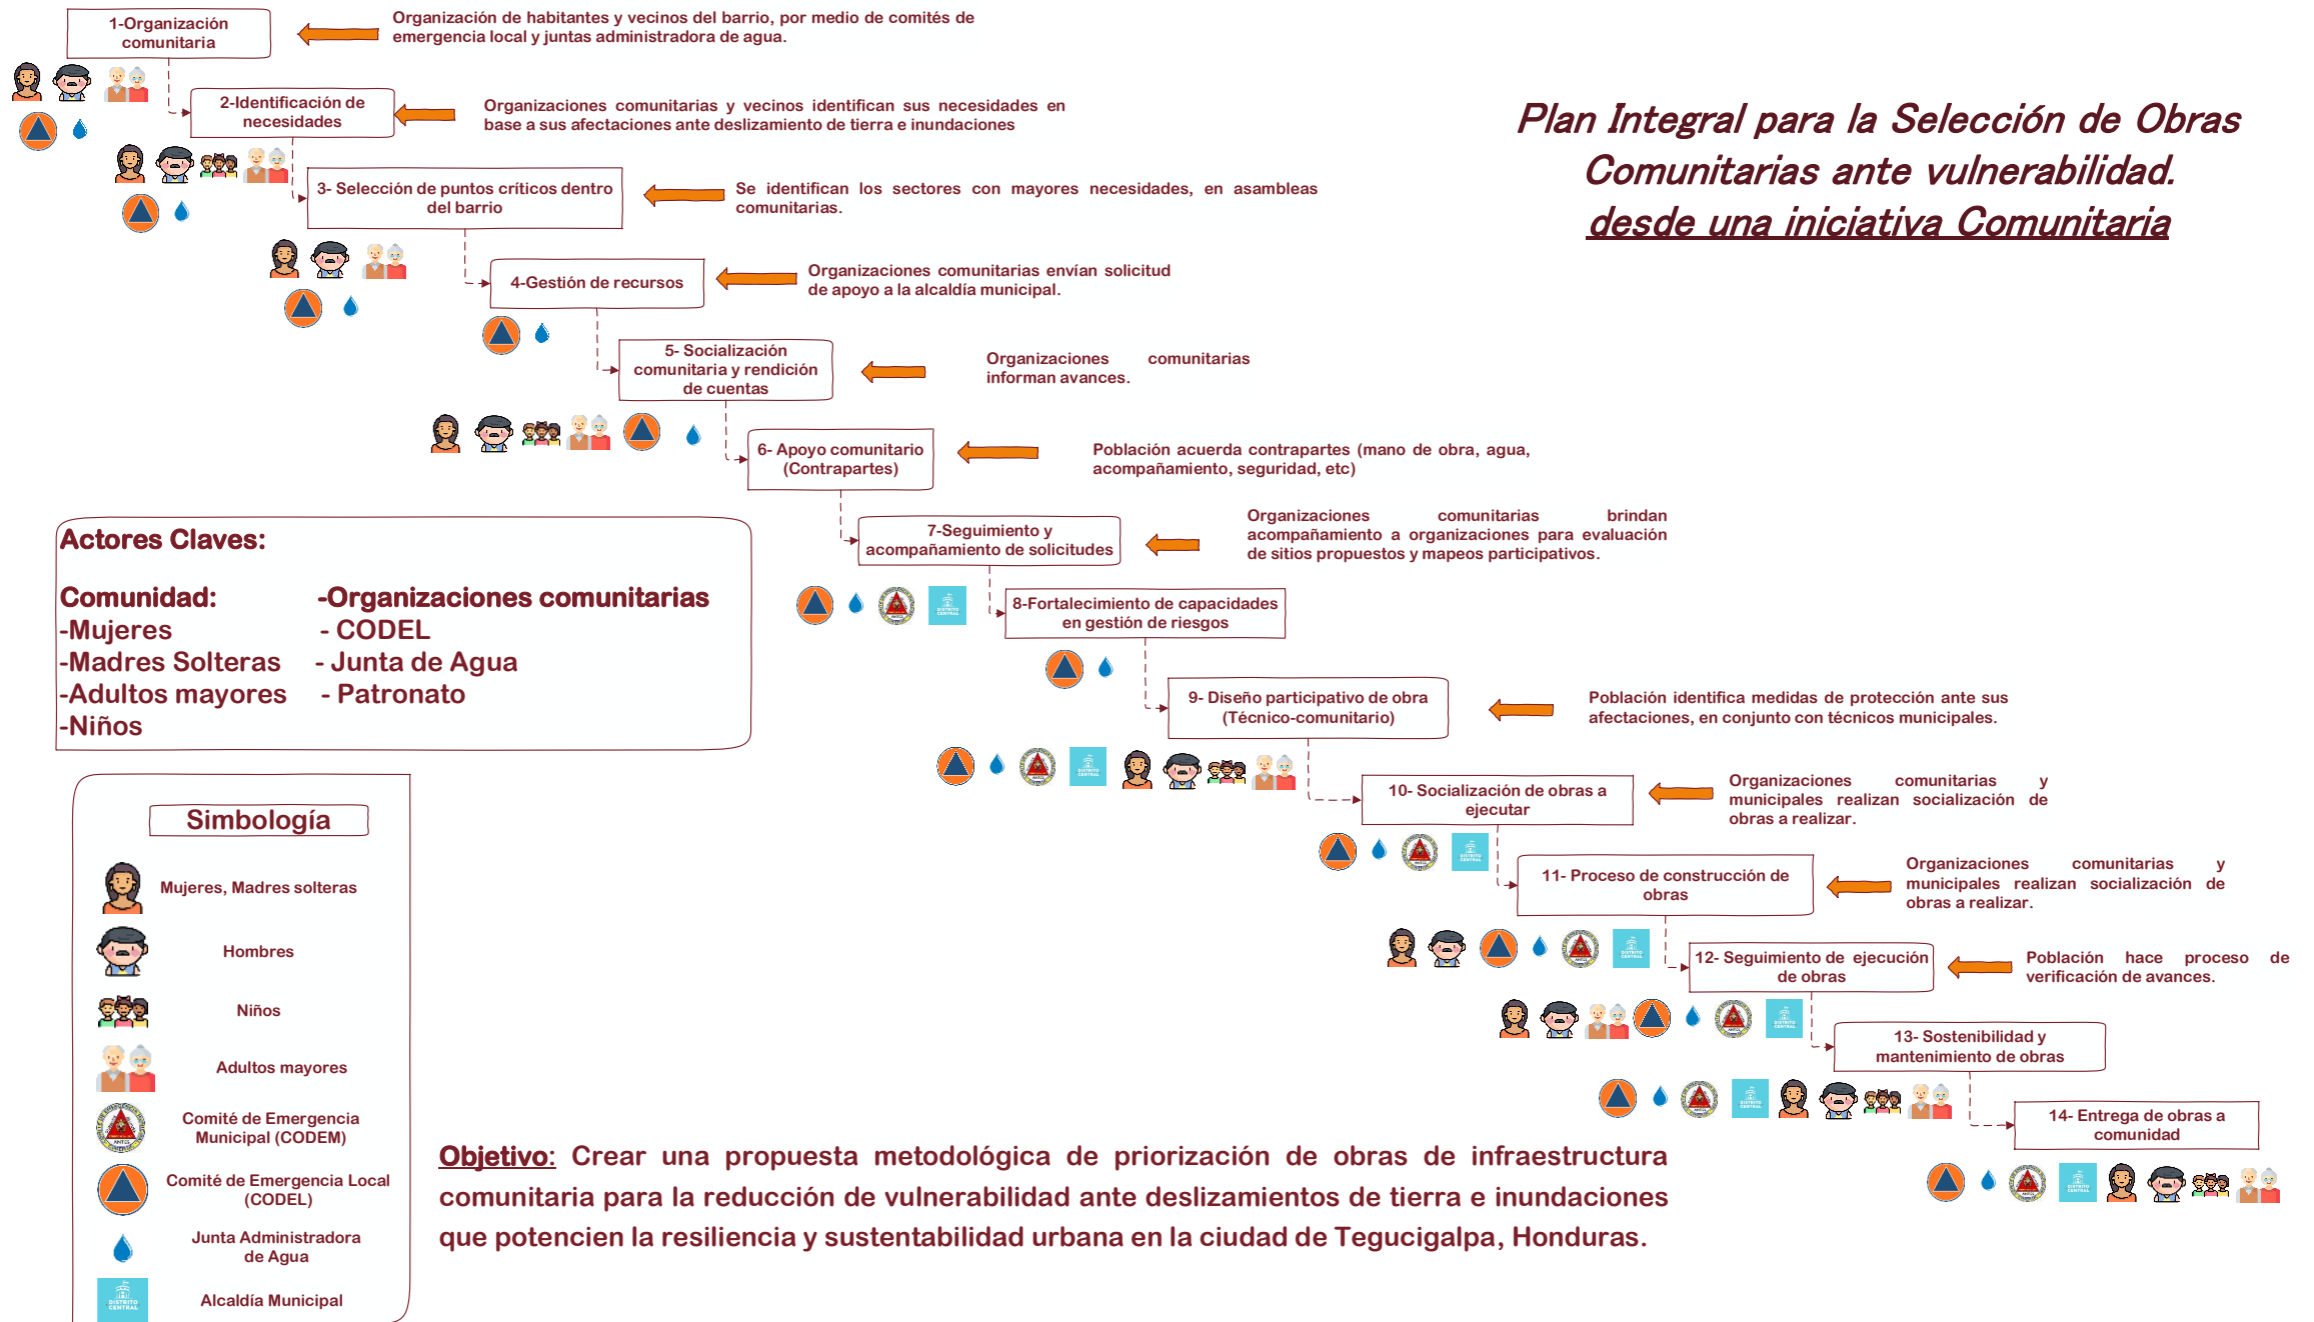 1-Organización
comunitaria
Organización de habitantes y vecinos del barrio, por medio de comités de
emergencia local y juntas administradora de agua.
2-Identificación de
necesidades
Organizaciones comunitarias y vecinos identifican sus necesidades en
base a sus afectaciones ante deslizamiento de tierra e inundaciones
Plan Integral para la Selección de Obras
Comunitarias ante vulnerabilidad.
desde una iniciativa Comunitaria
3- Selección de puntos críticos dentro
del barrio
Se identifican los sectores con mayores necesidades, en asambleas
comunitarias.
4-Gestión de recursos
Organizaciones comunitarias envían solicitud
de apoyo a la alcaldía municipal.
5- Socialización
comunitaria y rendición
de cuentas
Organizaciones comunitarias
informan avances.
6- Apoyo comunitario
(Contrapartes)
Población acuerda contrapartes (mano de obra, agua,
acompañamiento, seguridad, etc)
7-Seguimiento y
acompañamiento de solicitudes
Organizaciones comunitarias brindan
acompañamiento a organizaciones para evaluación
de sitios propuestos y mapeos participativos.
8-Fortalecimiento de capacidades
en gestión de riesgos
9- Diseño participativo de obra
(Técnico-comunitario)
Población identifica medidas de protección ante sus
afectaciones, en conjunto con técnicos municipales.
10- Socialización de obras a
ejecutar
Organizaciones comunitarias y
municipales realizan socialización de
obras a realizar.
11- Proceso de construcción de
obras
Organizaciones comunitarias y
municipales realizan socialización de
obras a realizar.
12- Seguimiento de ejecución
de obras
Población hace proceso de
verificación de avances.
13- Sostenibilidad y
mantenimiento de obras
14- Entrega de obras a
comunidad
Actores Claves:
Comunidad: -Organizaciones comunitarias
-Mujeres - CODEL
-Madres Solteras - Junta de Agua
-Adultos mayores - Patronato
-Niños
Simbología
Mujeres, Madres solteras
Hombres
Niños
Adultos mayores
Comité de Emergencia
Municipal (CODEM)
Comité de Emergencia Local
(CODEL)
Junta Administradora
de Agua
DISTRITO
CENTRAL
Alcaldía Municipal
Objetivo: Crear una propuesta metodológica de priorización de obras de infraestructura
comunitaria para la reducción de vulnerabilidad ante deslizamientos de tierra e inundaciones
que potencien la resiliencia y sustentabilidad urbana en la ciudad de Tegucigalpa, Honduras.